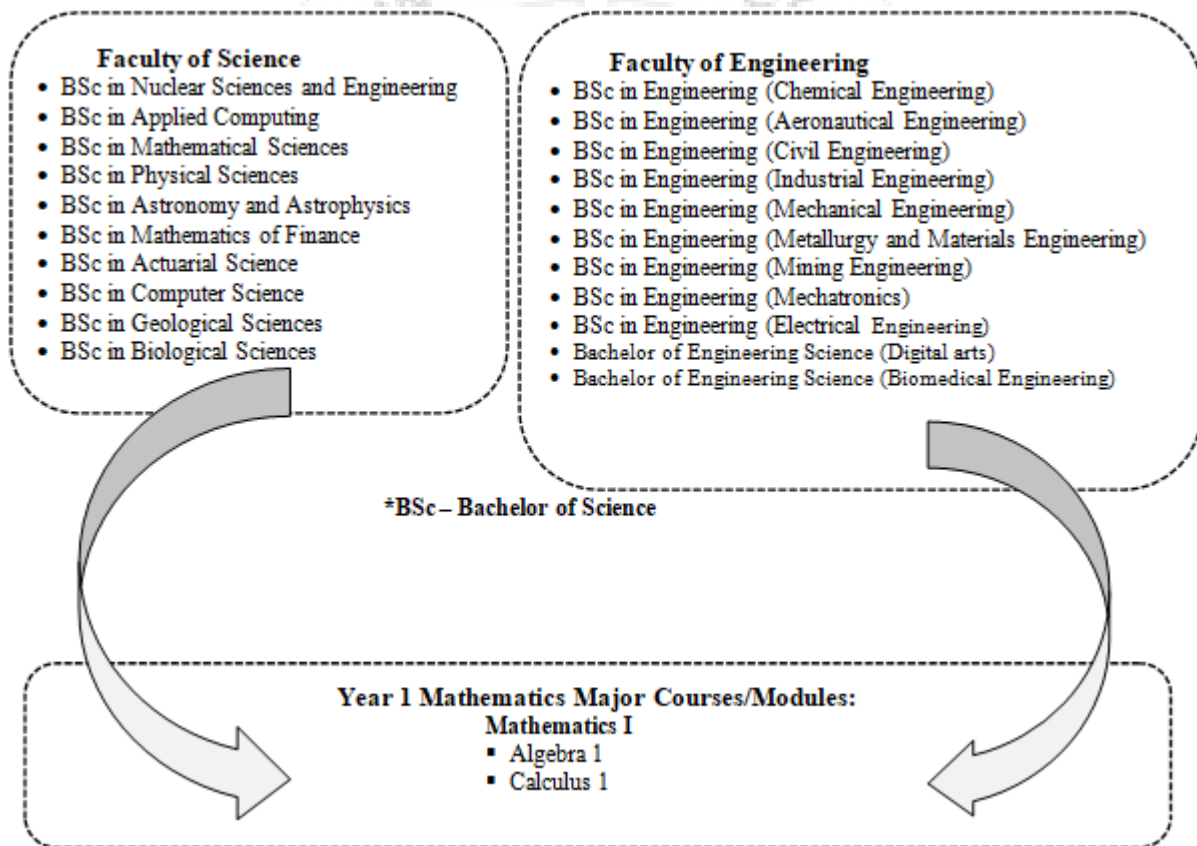 Faculty of Science
• BSc in Nuclear Sciences and Engineering
• BSc in Applied Computing
• BSc in Mathematical Sciences
• BSc in Physical Sciences
• BSc in Astronomy and Astrophysics
• BSc in Mathematics of Finance
• BSc in Actuarial Science
• BSc in Computer Science
• BSc in Geological Sciences
• BSc in Biological Sciences
Faculty of Engineering
• BSc in Engineering (Chemical Engineering)
• BSc in Engineering (Aeronautical Engineering)
• BSc in Engineering (Civil Engineering)
• BSc in Engineering (Industrial Engineering)
• BSc in Engineering (Mechanical Engineering)
• BSc in Engineering (Metallurgy and Materials Engineering)
• BSc in Engineering (Mining Engineering)
• BSc in Engineering (Mechatronics)
• BSc in Engineering (Electrical Engineering)
• Bachelor of Engineering Science (Digital arts)
• Bachelor of Engineering Science (Biomedical Engineering)
*BSc – Bachelor of Science
Year 1 Mathematics Major Courses/Modules:
Mathematics I
▪ Algebra 1
▪ Calculus 1